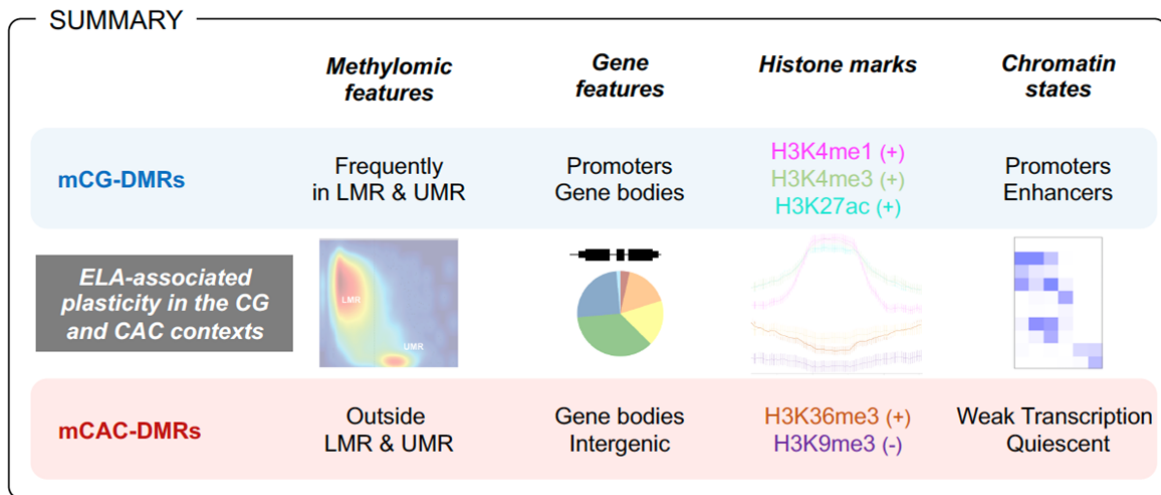 SUMMARY
Methylomic
features
Gene
features
Histone marks
Chromatin
states
mCG-DMRs
Frequently
in LMR & UMR
Promoters
Gene bodies
H3K4me1 (+)
H3K4me3 (+)
H3K27ac (+)
Promoters
Enhancers
ELA-associated
plasticity in the CG
and CAC contexts
LMR
UMR
mCAC-DMRs
Outside
LMR & UMR
Gene bodies
Intergenic
H3K36me3 (+)
H3K9me3 (-)
Weak Transcription
Quiescent